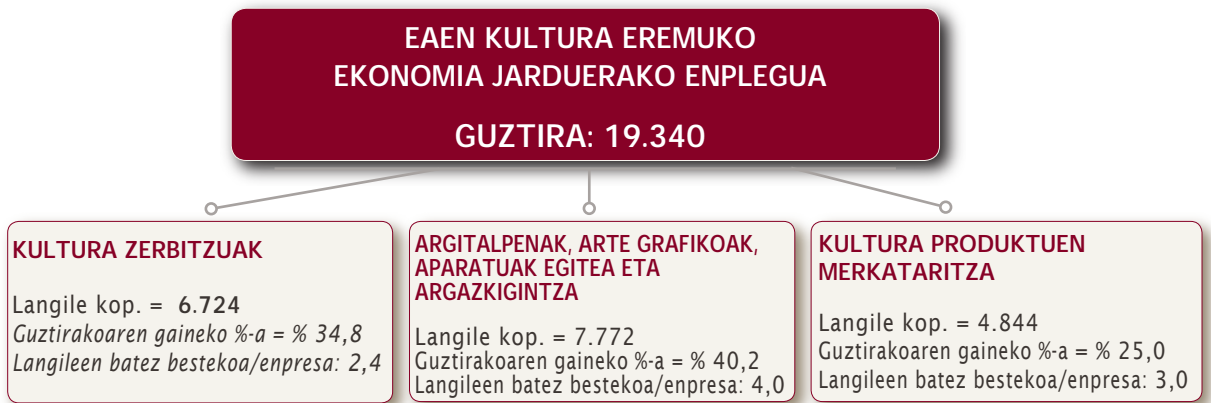 EAEN KULTURA EREMUKO
EKONOMIA JARDUERAKO ENPLEGUA
GUZTIRA: 19.340
KULTURA ZERBITZUAK
Langile kop. = 6.724
Guztirakoaren gaineko %-a = % 34,8
Langileen batez bestekoa/enpresa: 2,4
ARGITALPENAK, ARTE GRAFIKOAK,
APARATUAK EGITEA ETA
ARGAZKIGINTZA
Langile kop. = 7.772
Guztirakoaren gaineko %-a = % 40,2
Langileen batez bestekoa/enpresa: 4,0
KULTURA PRODUKTUEN
MERKATARITZA
Langile kop. = 4.844
Guztirakoaren gaineko %-a = % 25,0
Langileen batez bestekoa/enpresa: 3,0